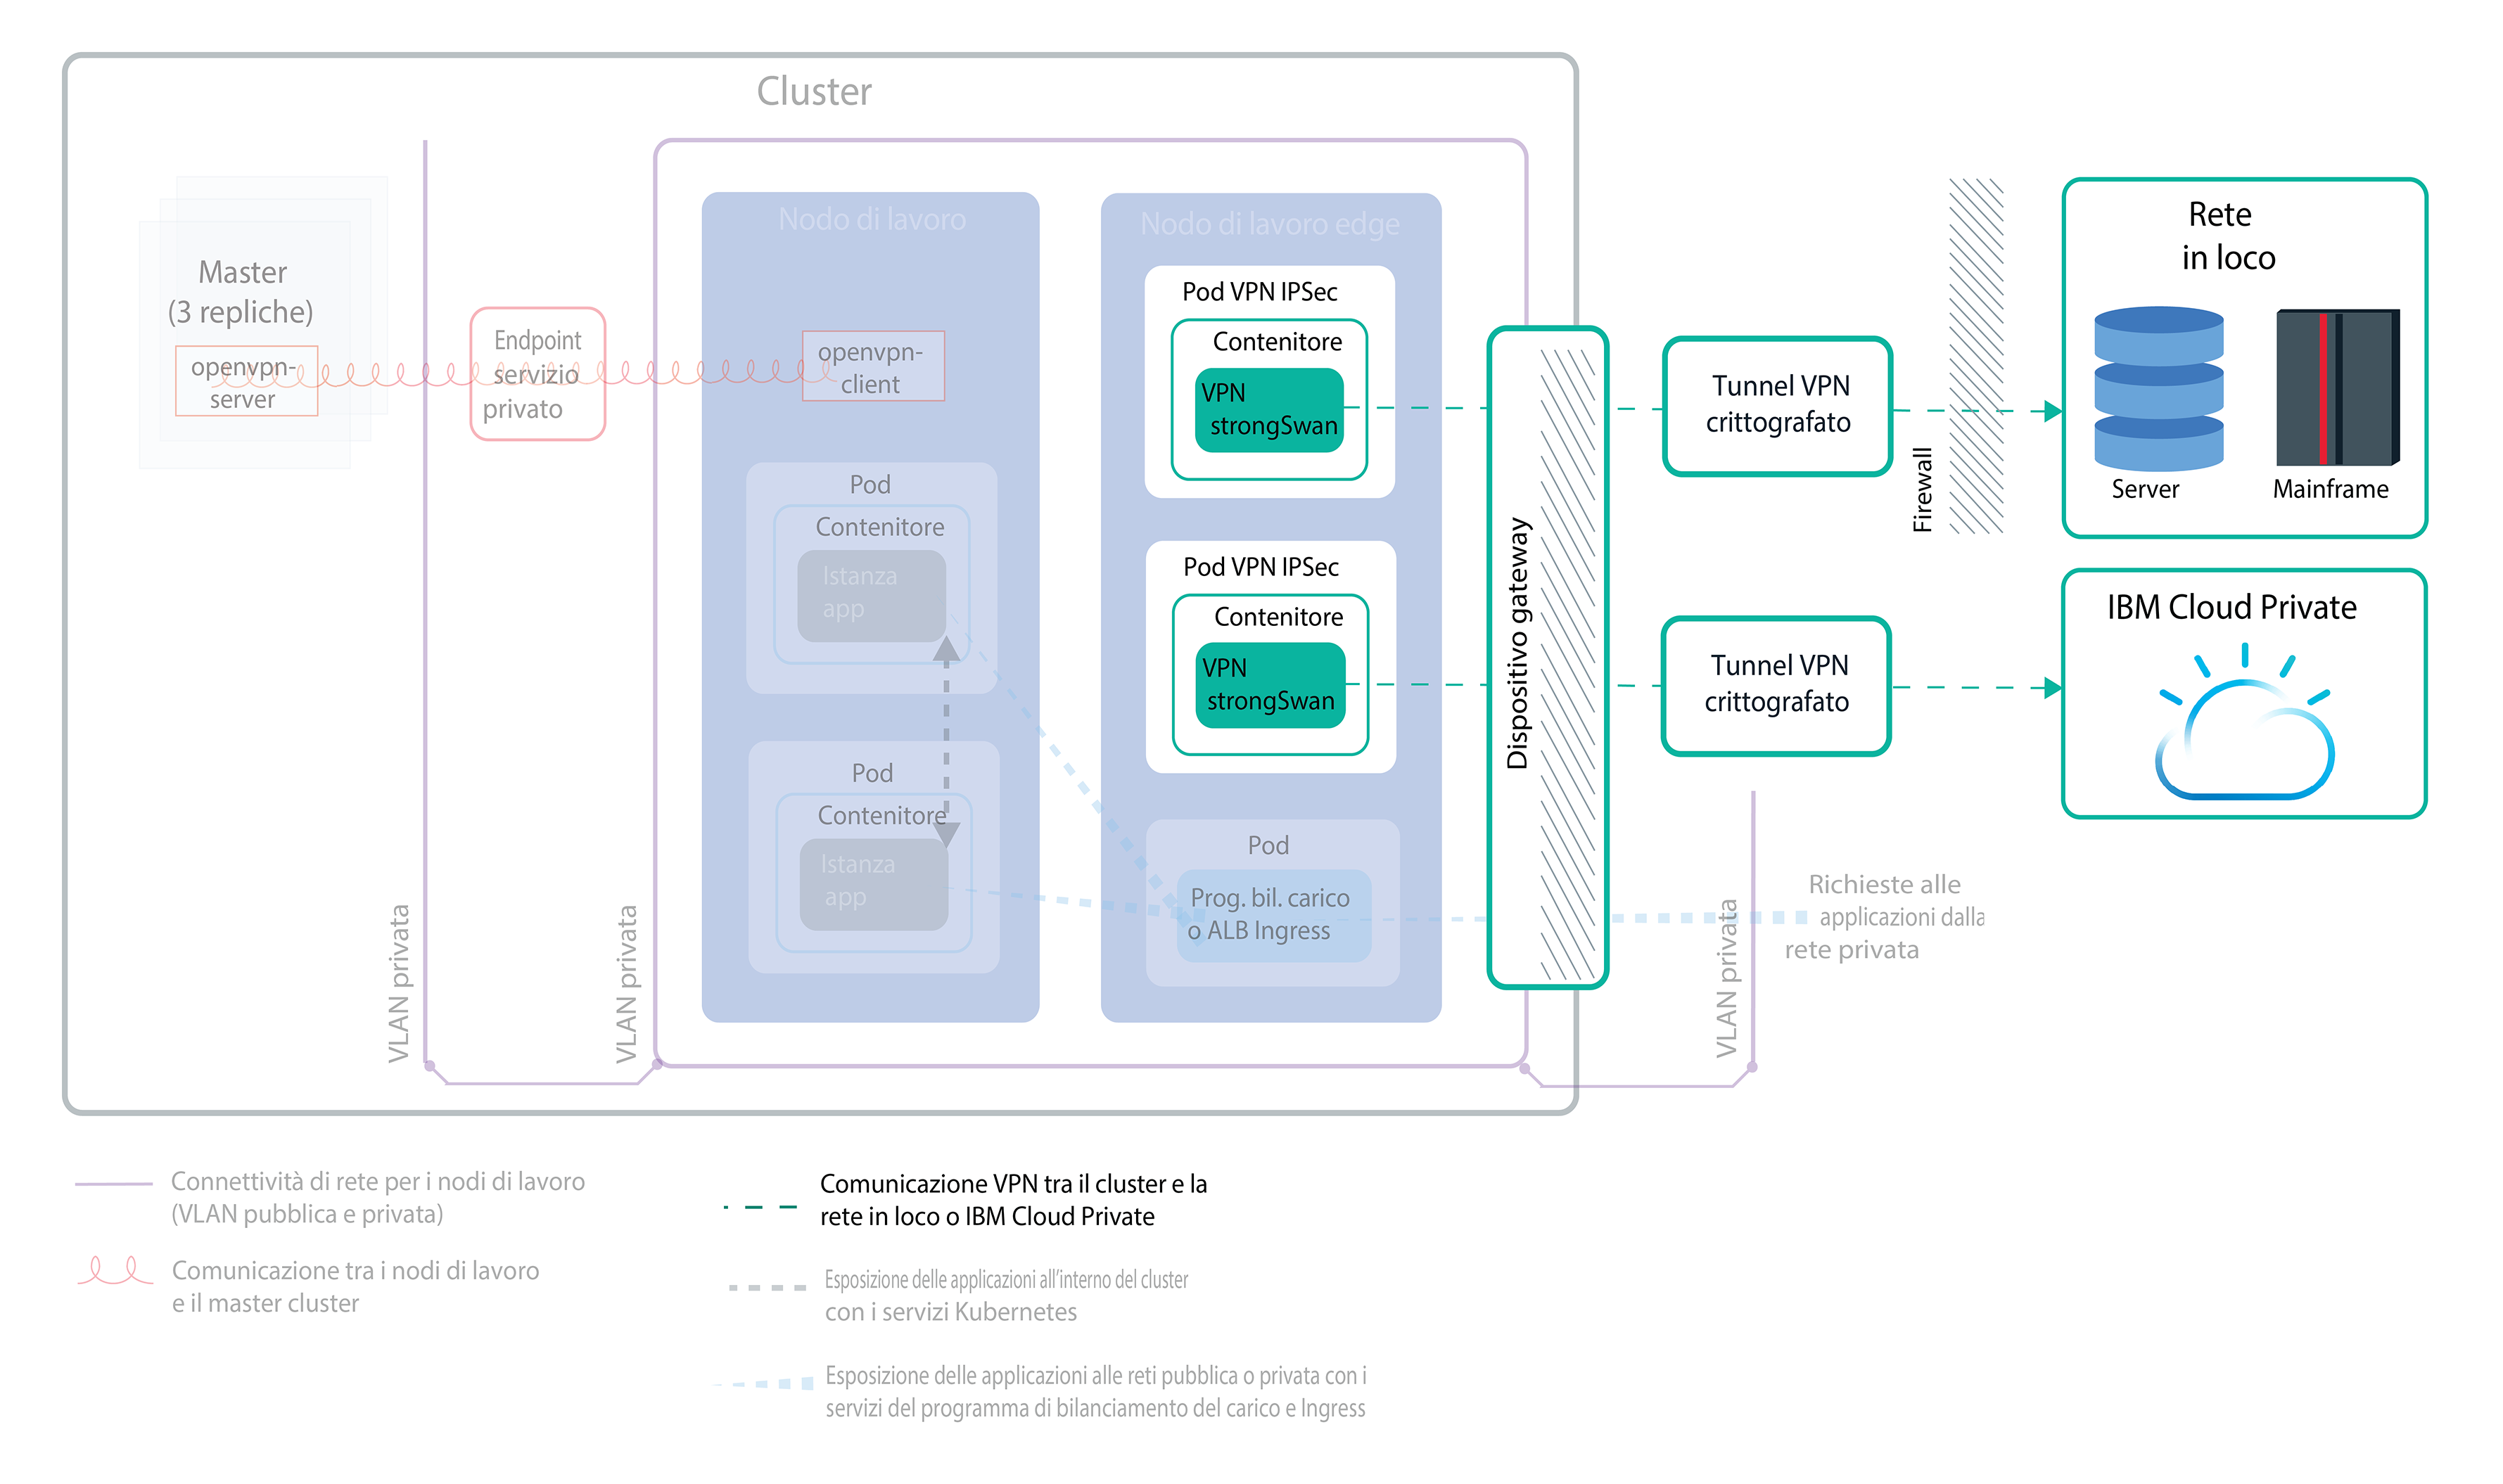 Cluster
Master
(3 repliche)
openvpn-
server
Endpoint
servizio
privato
VLAN privata
VLAN privata
Nodo di lavoro
openvpn-
client
Pod
Contenitore
Istanza
app
Pod
Contenitore
Istanza
app
Nodo di lavoro edge
Pod VPN IPSec
Contenitore
VPN
strongSwan
Pod VPN IPSec
Contenitore
VPN
strongSwan
Pod
Prog. bil. carico
o ALB Ingress
Dispositivo gateway
Tunnel VPN
crittografato
Tunnel VPN
crittografato
Firewall
Rete
in loco
Server
Mainframe
IBM Cloud Private
VLAN privata
Richieste alle
applicazioni dalla
rete privata
Connettività di rete per i nodi di lavoro
(VLAN pubblica e privata)
Comunicazione tra i nodi di lavoro
e il master cluster
Comunicazione VPN tra il cluster e la
rete in loco o IBM Cloud Private
Esposizione delle applicazioni all'interno del cluster
con i servizi Kubernetes
Esposizione delle applicazioni alle reti pubblica o privata con i
servizi del programma di bilanciamento del carico e Ingress